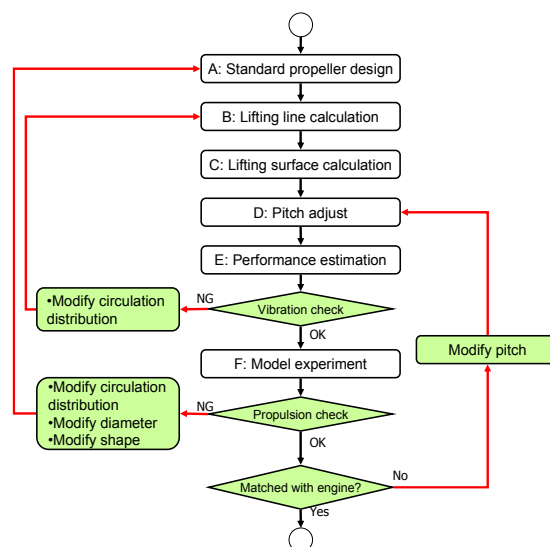 A: Standard propeller design
B: Lifting line calculation
C: Lifting surface calculation
D: Pitch adjust
E: Performance estimation
NG
•Modify circulation
distribution
Vibration check
OK
Modify pitch
F: Model experiment
•Modify circulation
distribution
•Modify diameter
•Modify shape
NG
Propulsion check
OK
No
Matched with engine?
Yes